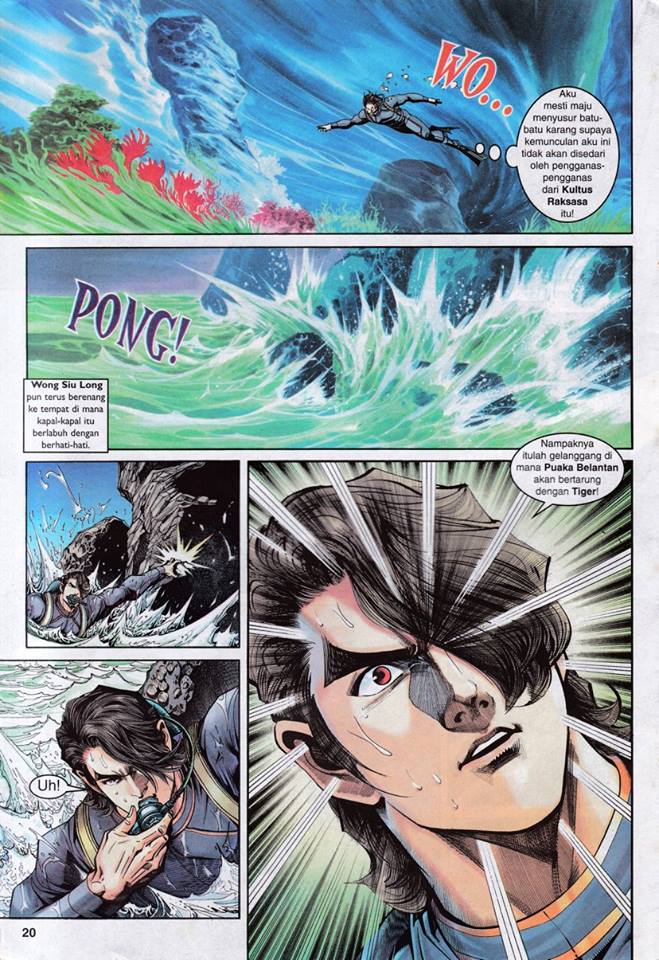 WO...
Aku
mesti maju
menyusur batu-
batu karang supaya
kemunculan aku ini
tidak akan disedari
oleh pengganas-
pengganas
dari Kultus
Raksasa
itu!
PONG!
Wong Siu Long
pun terus berenang
ke tempat di mana
kapal-kapal itu
berlabuh dengan
berhati-hati.
Nampaknya
itulah gelanggang di
mana Puaka Belantan
akan bertarung
dengan Tiger!
Uh!
20